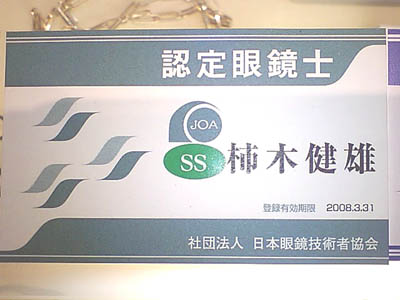 認定眼鏡士
JOA
SS 柿木健雄
登録有効期限 2008.3.31
社団法人 日本眼鏡技術者協会